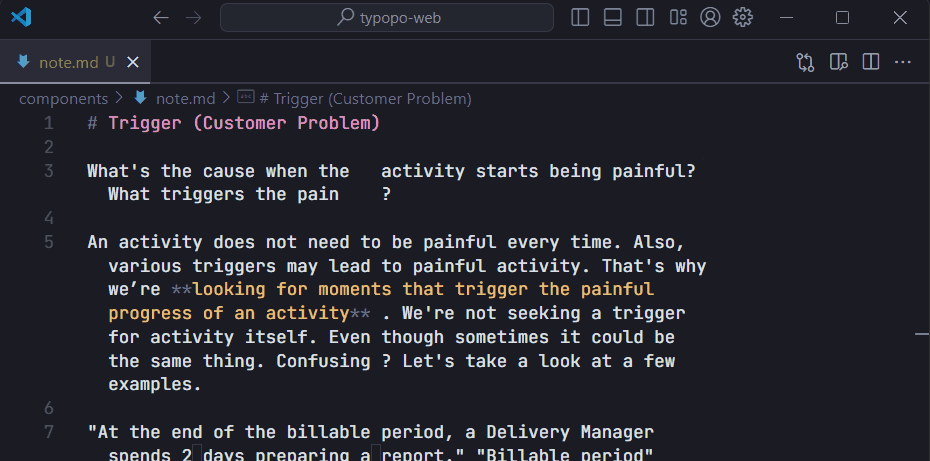 typopo-web
note.md U
components > note.md > # Trigger (Customer Problem)
1 # Trigger (Customer Problem)
2
3 What's the cause when the   activity starts being painful?
What triggers the pain    ?
4
5 An activity does not need to be painful every time. Also,
various triggers may lead to painful activity. That's why
we’re **looking for moments that trigger the painful
progress of an activity** . We're not seeking a trigger
for activity itself. Even though sometimes it could be
the same thing. Confusing ? Let's take a look at a few
examples.
6
7 "At the end of the billable period, a Delivery Manager
spends 2 days preparing a report." "Billable period"